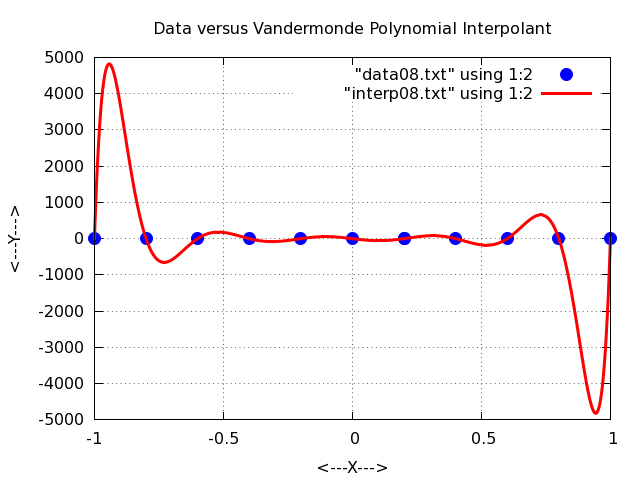 Data versus Vandermonde Polynomial Interpolant
5000
4000
3000
2000
1000
0
-1000
-2000
-3000
-4000
-5000
-1 -0.5 0 0.5 1
<---Y--->
<---X--->
"data08.txt" using 1:2
"interp08.txt" using 1:2